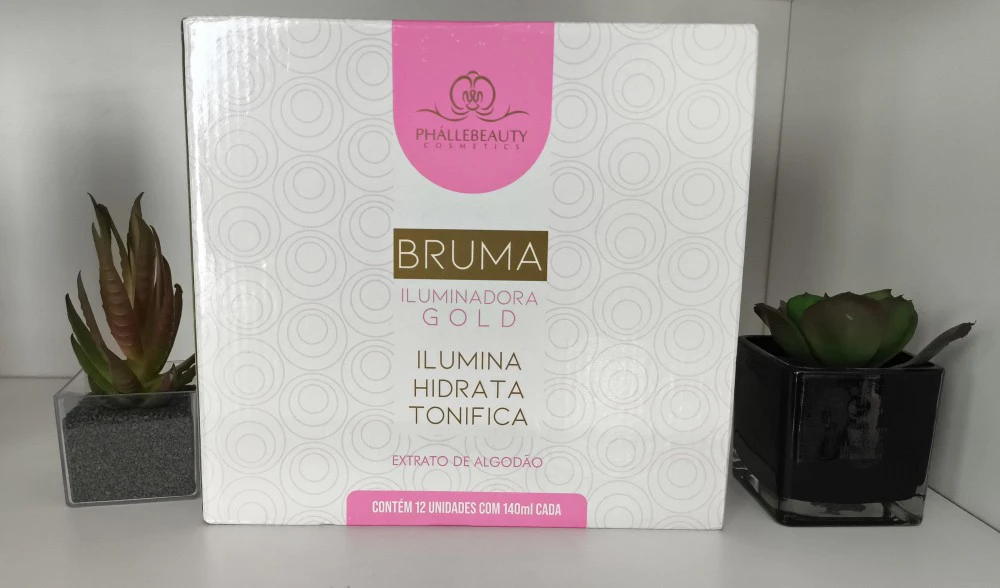 PHÁLLEBEAUTY
COSMETICS
BRUMA
ILUMINADORA
GOLD
ILUMINA
HIDRATA
TONIFICA
EXTRATO DE ALGODÃO
CONTÉM 12 UNIDADES COM 140ml CADA